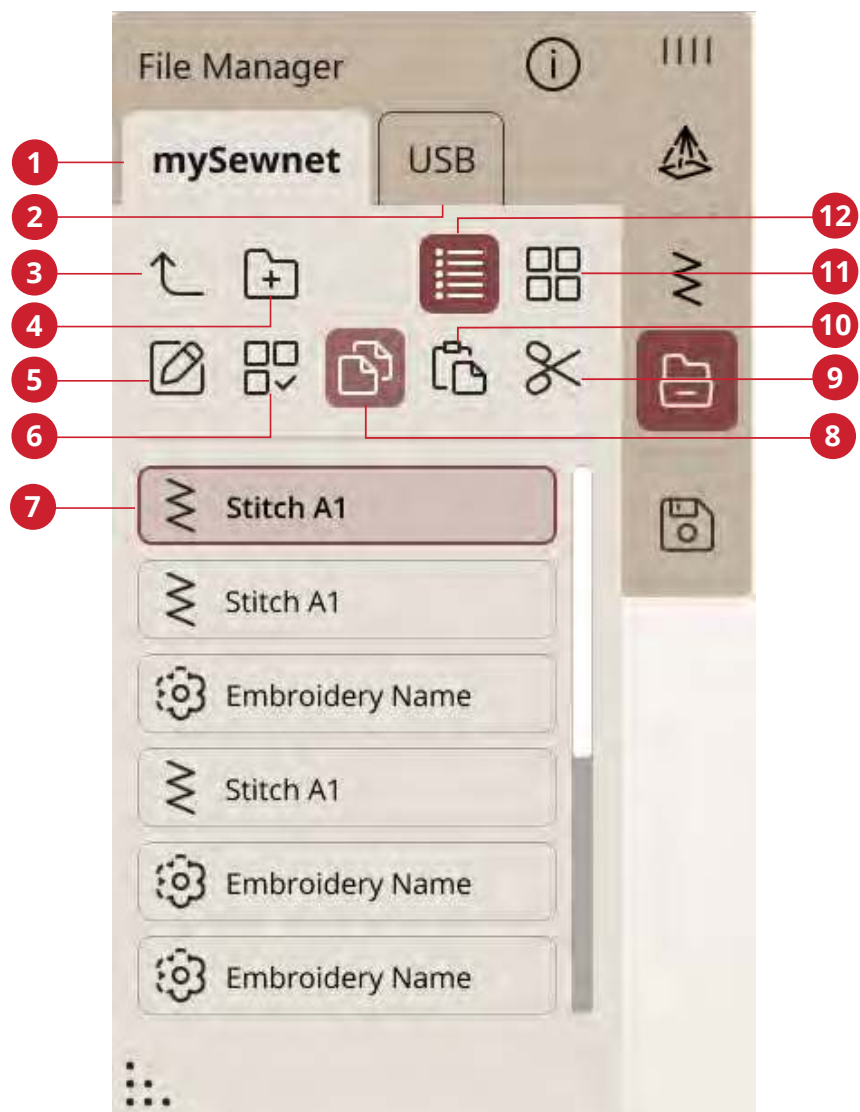 File Manager
mySewnet USB
1
2
12
3
11
4
10
5
9
6
8
7
Stitch A1
Stitch A1
Embroidery Name
Stitch A1
Embroidery Name
Embroidery Name